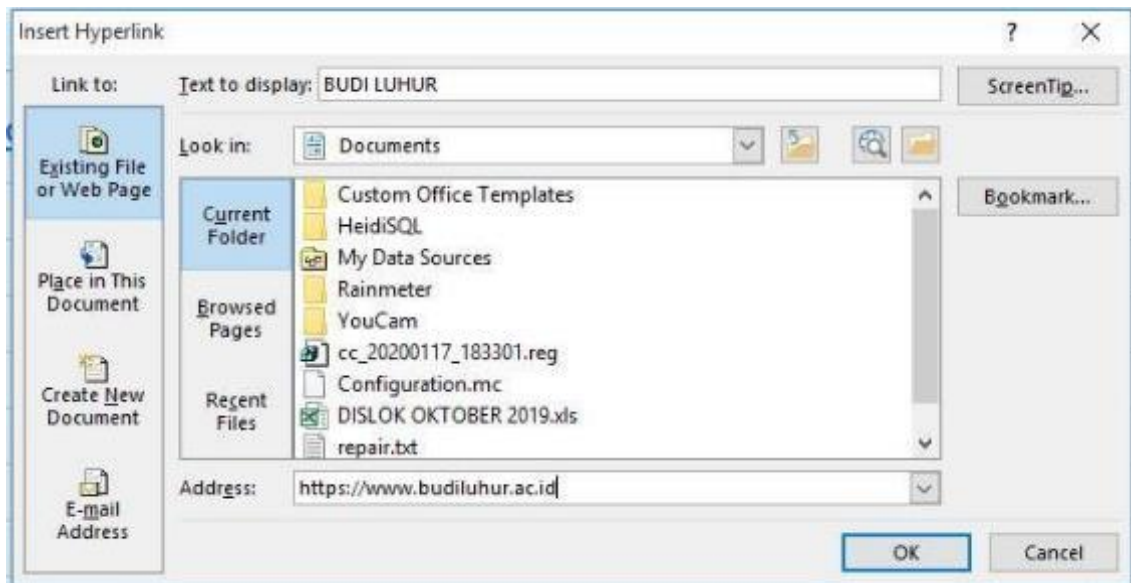 Insert Hyperlink
?
Link to:
Text to display: BUDI LUHUR
ScreenTip...
Existing File
or Web Page
Look in: Documents
Bookmark...
Place in This
Document
Create New
Document
E-mail
Address
Current
Folder
Browsed
Pages
Recent
Files
Custom Office Templates
HeidiSQL
My Data Sources
Rainmeter
YouCam
cc_20200117_183301.reg
Configuration.mc
DISLOK OKTOBER 2019.xls
repair.txt
Address: https://www.budiluhur.ac.id
OK
Cancel